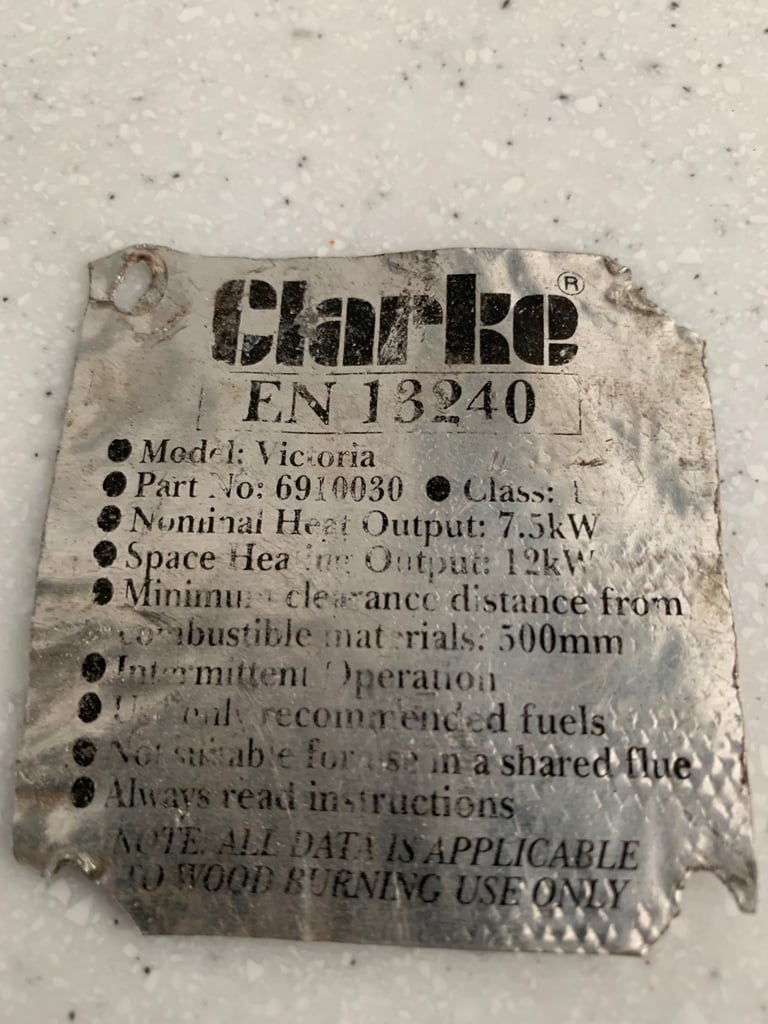 Clarke®
EN 13240
● Model: Victoria
● Part No: 6910030 ● Class: 1
● Nominal Heat Output: 7.5kW
● Space Heating Output: 12kW
● Minimum clearance distance from
combustible materials: 500mm
● Intermittent Operation
● Use only recommended fuels
● Not suitable for use in a shared flue
● Always read instructions
NOTE: ALL DATA IS APPLICABLE
TO WOOD BURNING USE ONLY